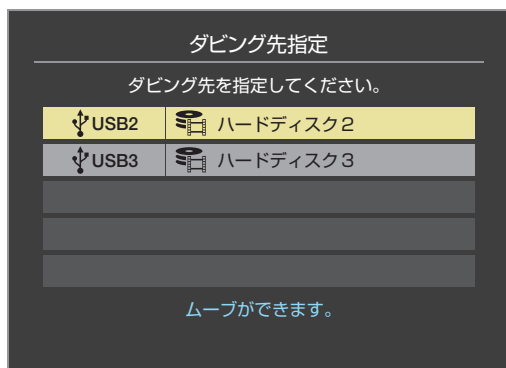 ダビング先指定
ダビング先を指定してください。
USB2 ハードディスク2
USB3 ハードディスク3
ムーブができます。